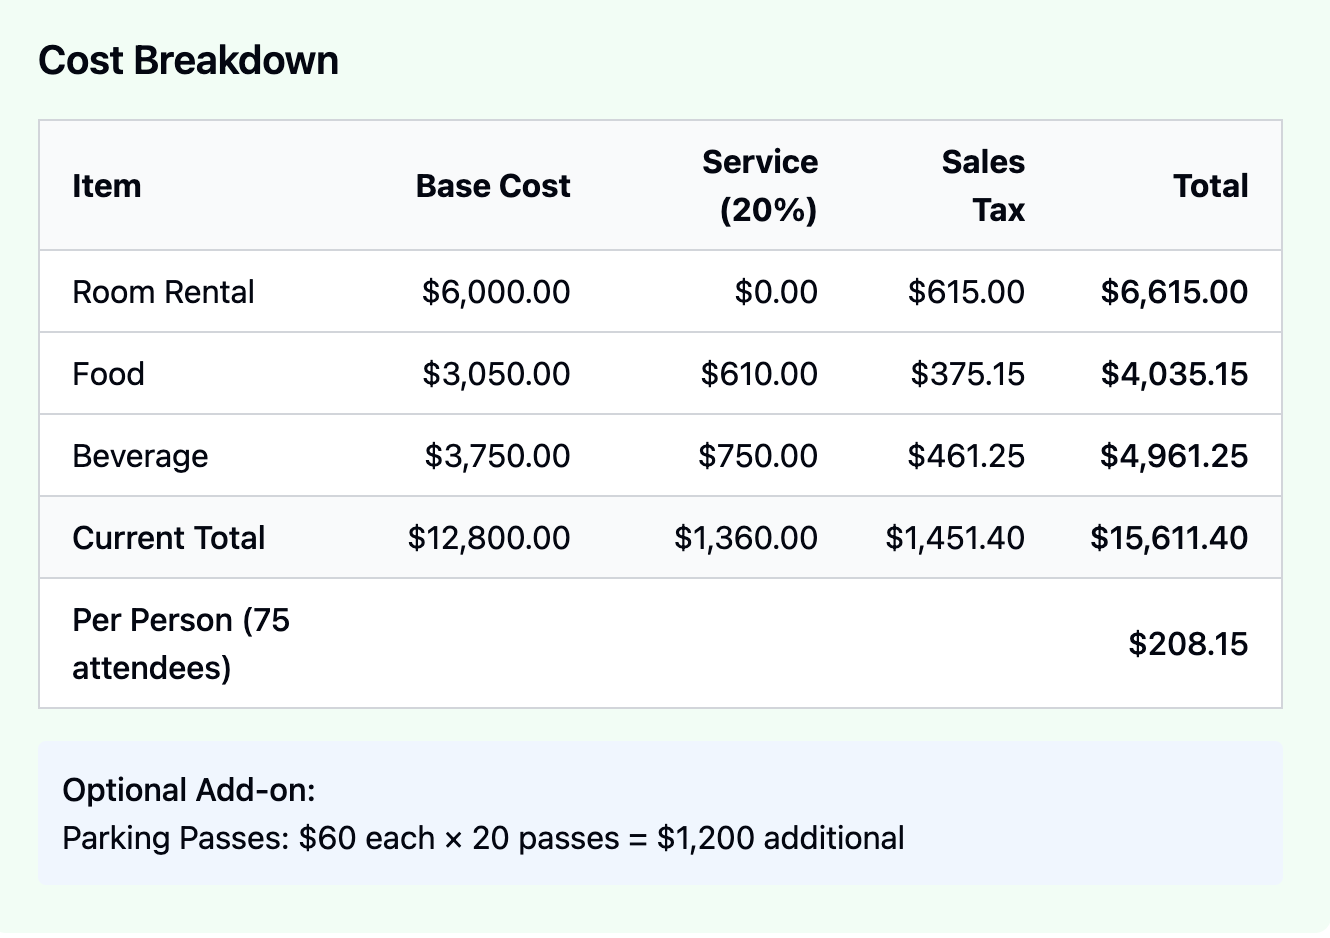 Cost Breakdown
Item Base Cost Service (20%) Sales Tax Total
Room Rental $6,000.00 $0.00 $615.00 $6,615.00
Food $3,050.00 $610.00 $375.15 $4,035.15
Beverage $3,750.00 $750.00 $461.25 $4,961.25
Current Total $12,800.00 $1,360.00 $1,451.40 $15,611.40
Per Person (75 attendees) $208.15
Optional Add-on:
Parking Passes: $60 each × 20 passes = $1,200 additional